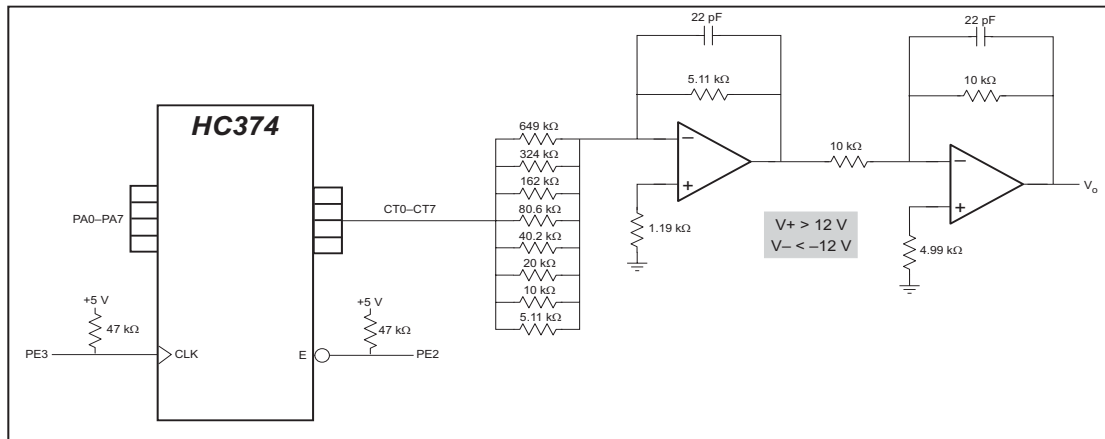 22 pF
5.11 kΩ
22 pF
10 kΩ
HC374
649 kΩ
324 kΩ
162 kΩ
80.6 kΩ
40.2 kΩ
20 kΩ
10 kΩ
5.11 kΩ
PA0–PA7
CT0–CT7
–
+
1.19 kΩ
10 kΩ
–
+
4.99 kΩ
Vo
V+ > 12 V
V– < –12 V
+5 V
47 kΩ
PE3
CLK
E
+5 V
47 kΩ
PE2